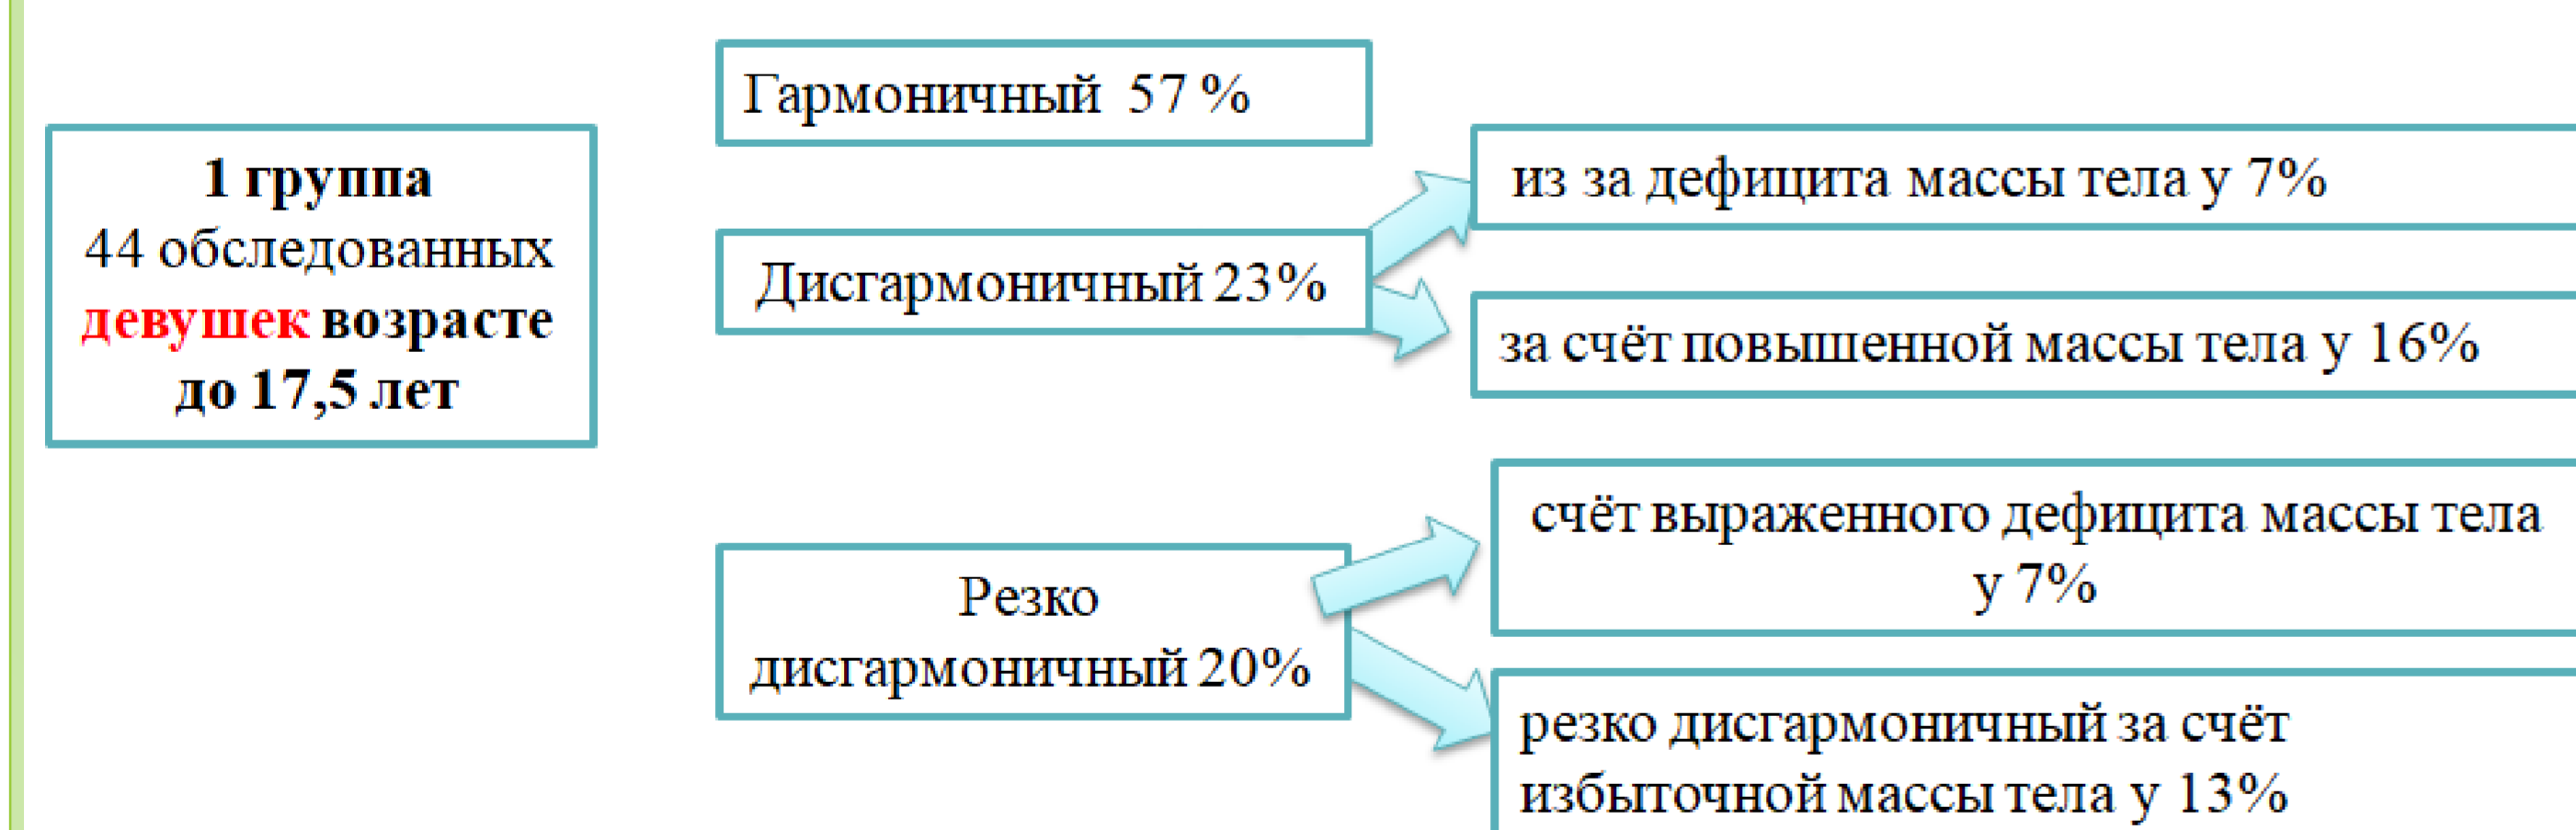 1 группа
44 обследованных
девушек возрасте
до 17,5 лет
Гармоничный 57 %
Дисгармоничный 23%
из за дефицита массы тела у 7%
за счёт повышенной массы тела у 16%
Резко
дисгармоничный 20%
счёт выраженного дефицита массы тела
у 7%
резко дисгармоничный за счёт
избыточной массы тела у 13%